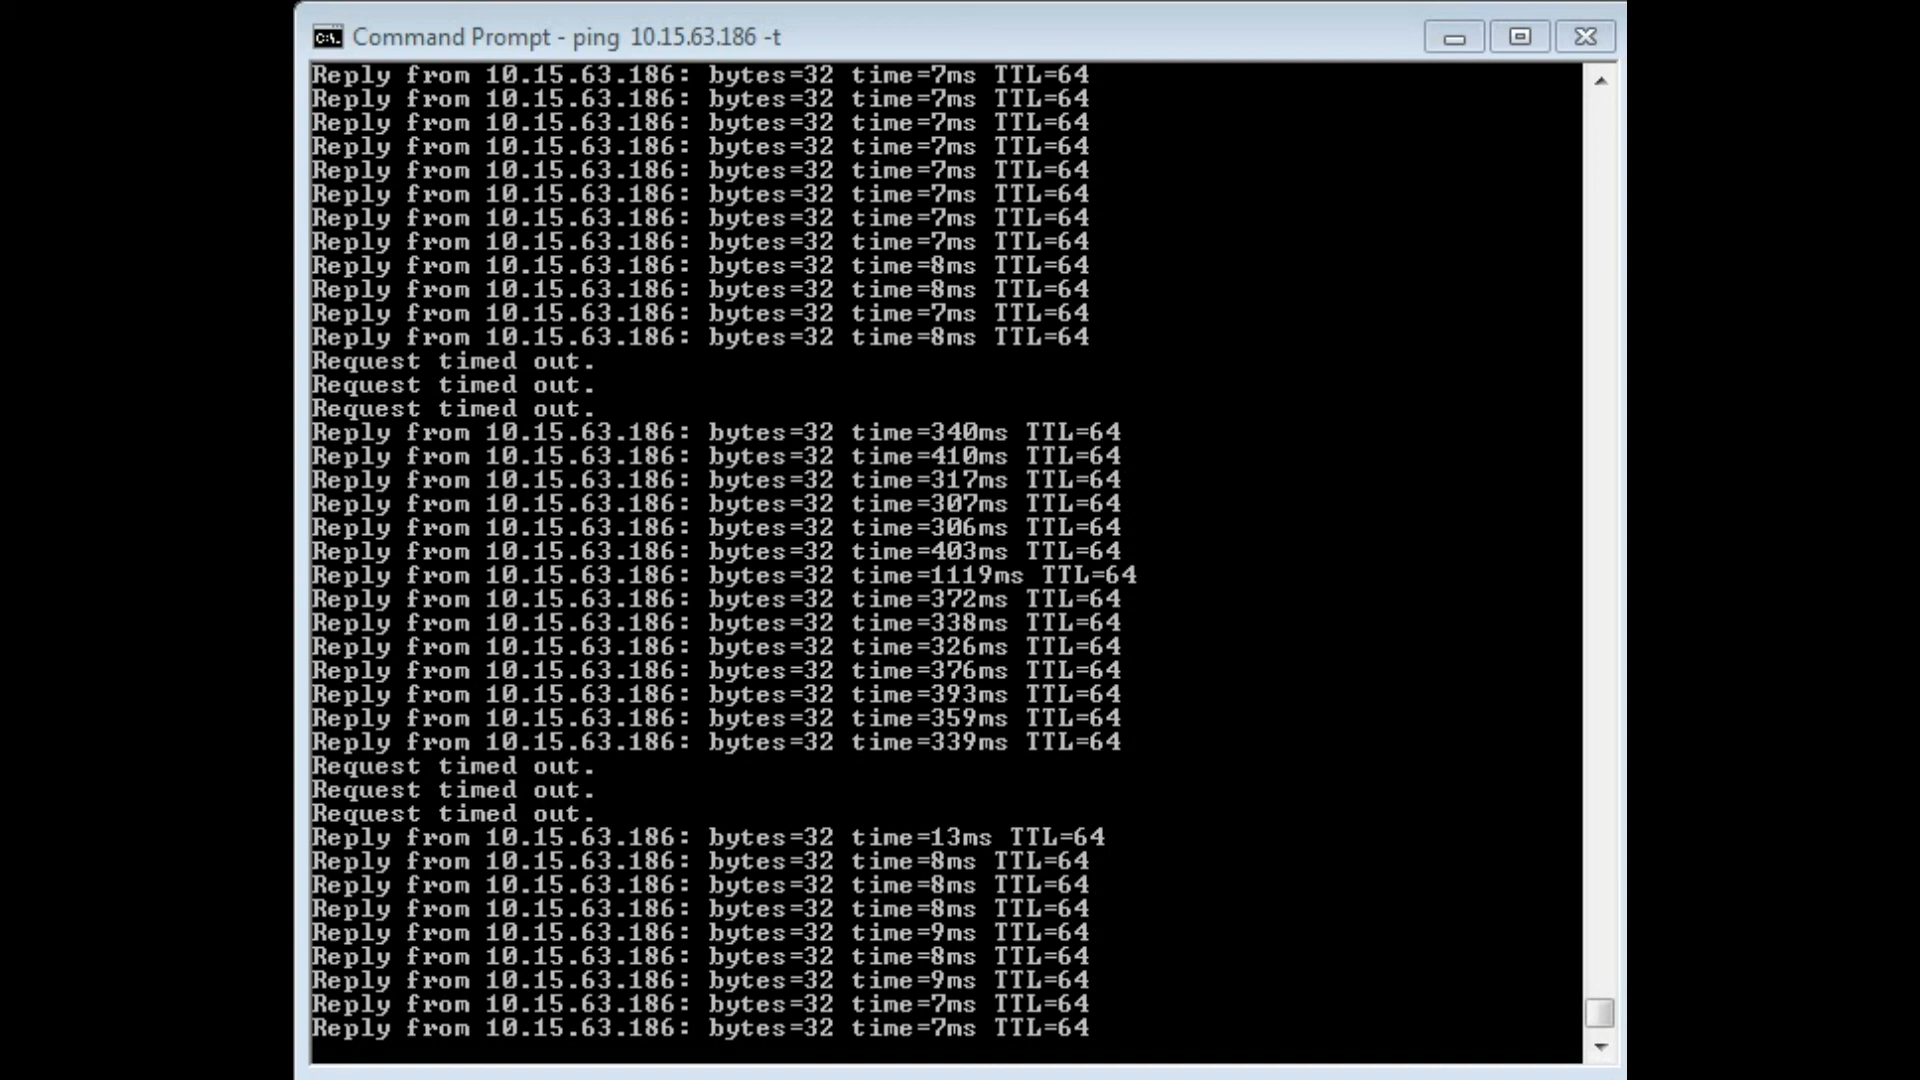 Command Prompt - ping 10.15.63.186 -t
Reply from 10.15.63.186: bytes=32 time=7ms TTL=64
Reply from 10.15.63.186: bytes=32 time=7ms TTL=64
Reply from 10.15.63.186: bytes=32 time=7ms TTL=64
Reply from 10.15.63.186: bytes=32 time=7ms TTL=64
Reply from 10.15.63.186: bytes=32 time=7ms TTL=64
Reply from 10.15.63.186: bytes=32 time=7ms TTL=64
Reply from 10.15.63.186: bytes=32 time=7ms TTL=64
Reply from 10.15.63.186: bytes=32 time=7ms TTL=64
Reply from 10.15.63.186: bytes=32 time=8ms TTL=64
Reply from 10.15.63.186: bytes=32 time=8ms TTL=64
Reply from 10.15.63.186: bytes=32 time=7ms TTL=64
Reply from 10.15.63.186: bytes=32 time=8ms TTL=64
Request timed out.
Request timed out.
Request timed out.
Reply from 10.15.63.186: bytes=32 time=340ms TTL=64
Reply from 10.15.63.186: bytes=32 time=410ms TTL=64
Reply from 10.15.63.186: bytes=32 time=317ms TTL=64
Reply from 10.15.63.186: bytes=32 time=307ms TTL=64
Reply from 10.15.63.186: bytes=32 time=306ms TTL=64
Reply from 10.15.63.186: bytes=32 time=403ms TTL=64
Reply from 10.15.63.186: bytes=32 time=1119ms TTL=64
Reply from 10.15.63.186: bytes=32 time=372ms TTL=64
Reply from 10.15.63.186: bytes=32 time=338ms TTL=64
Reply from 10.15.63.186: bytes=32 time=326ms TTL=64
Reply from 10.15.63.186: bytes=32 time=376ms TTL=64
Reply from 10.15.63.186: bytes=32 time=393ms TTL=64
Reply from 10.15.63.186: bytes=32 time=359ms TTL=64
Reply from 10.15.63.186: bytes=32 time=339ms TTL=64
Request timed out.
Request timed out.
Request timed out.
Reply from 10.15.63.186: bytes=32 time=13ms TTL=64
Reply from 10.15.63.186: bytes=32 time=8ms TTL=64
Reply from 10.15.63.186: bytes=32 time=8ms TTL=64
Reply from 10.15.63.186: bytes=32 time=8ms TTL=64
Reply from 10.15.63.186: bytes=32 time=9ms TTL=64
Reply from 10.15.63.186: bytes=32 time=8ms TTL=64
Reply from 10.15.63.186: bytes=32 time=9ms TTL=64
Reply from 10.15.63.186: bytes=32 time=7ms TTL=64
Reply from 10.15.63.186: bytes=32 time=7ms TTL=64